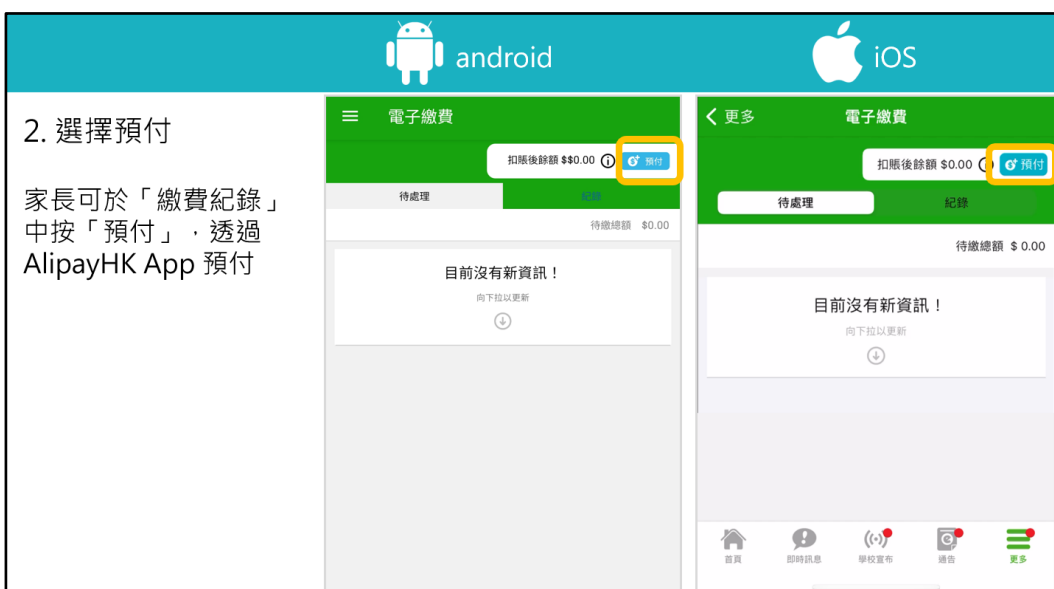 android
iOS
2. 選擇預付
家長可於「繳費紀錄」
中按「預付」，透過
AlipayHK App 預付
電子繳費
扣賬後餘額 $$0.00
預付
待處理
紀錄
待繳總額 $0.00
目前沒有新資訊！
向下拉以更新
更多
電子繳費
扣賬後餘額 $0.00
預付
待處理
紀錄
待繳總額 $ 0.00
目前沒有新資訊！
向下拉以更新
首頁
即時訊息
學校宣布
通告
更多